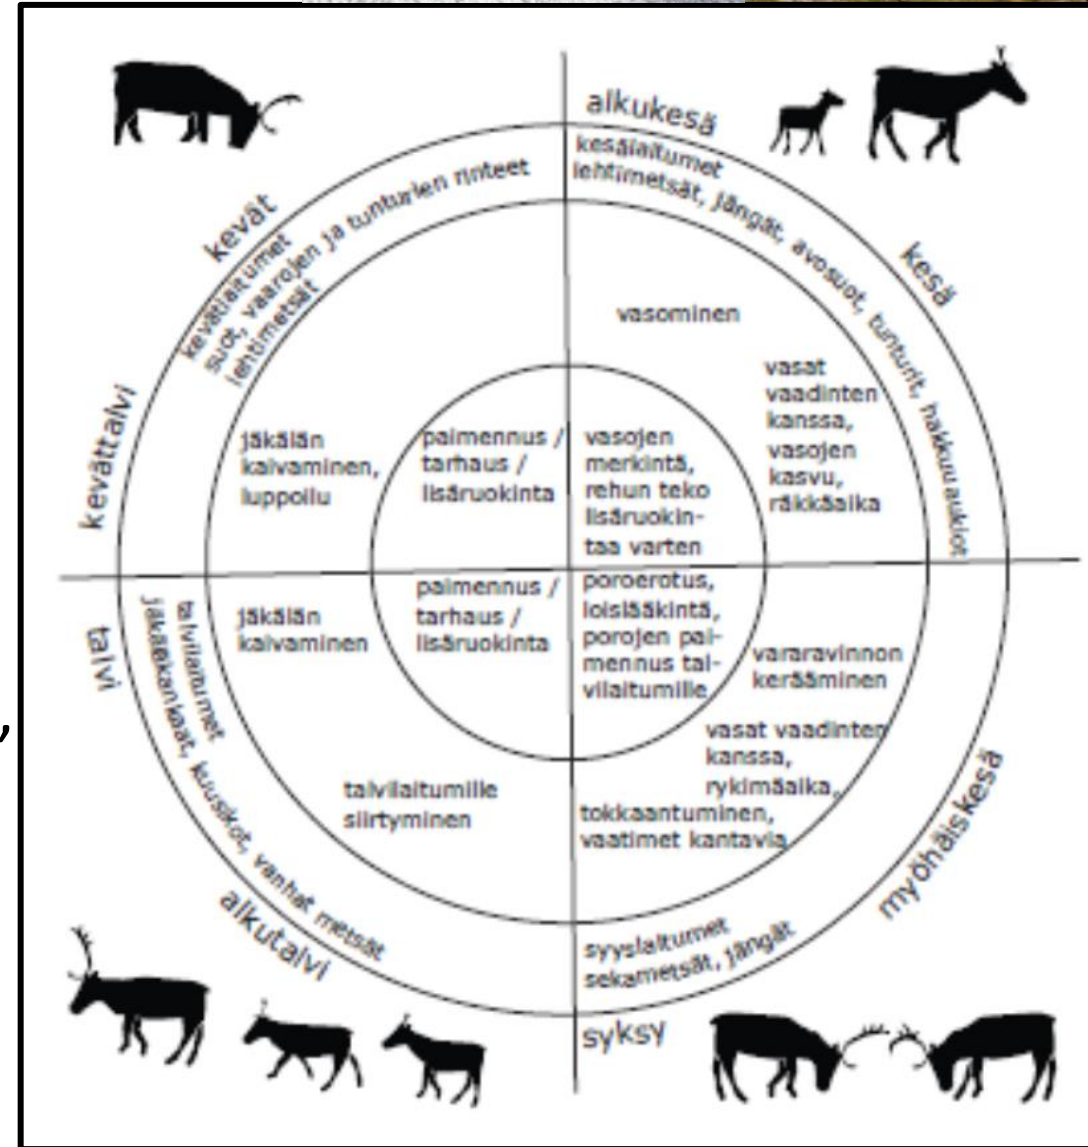 alkukesä
kesälaitumet
lehtimetsät, jängät, avosuot, tunturit, hakkuuaukiot
kesä
vasominen
vasat
vaadinten
kanssa,
vasojen
kasvu,
räkkäaika
vasojen
merkintä,
rehun teko
lisäruokin-
taa varten
kevät
kevätlaitumet
suot, vaarojen ja tunturien rinteet
lehtimetsät
kevättalvi
jäkälän
kaivaminen,
luppoilu
paimennus /
tarhaus /
lisäruokinta
talvi
talvilaitumet
jäkäläkankaat, kuusikot, vanhat metsät
jäkälän
kaivaminen
paimennus /
tarhaus /
lisäruokinta
talvilaitumille
siirtyminen
alkutalvi
poroerotus,
loislääkintä,
porojen pai-
mennus tal-
vilaitumille
vararavinnon
kerääminen
vasat vaadinten
kanssa,
rykimäaika,
tokkaantuminen,
vaatimet kantavia
myöhäiskesä
syyslaitumet
sekametsät, jängät
syksy
,